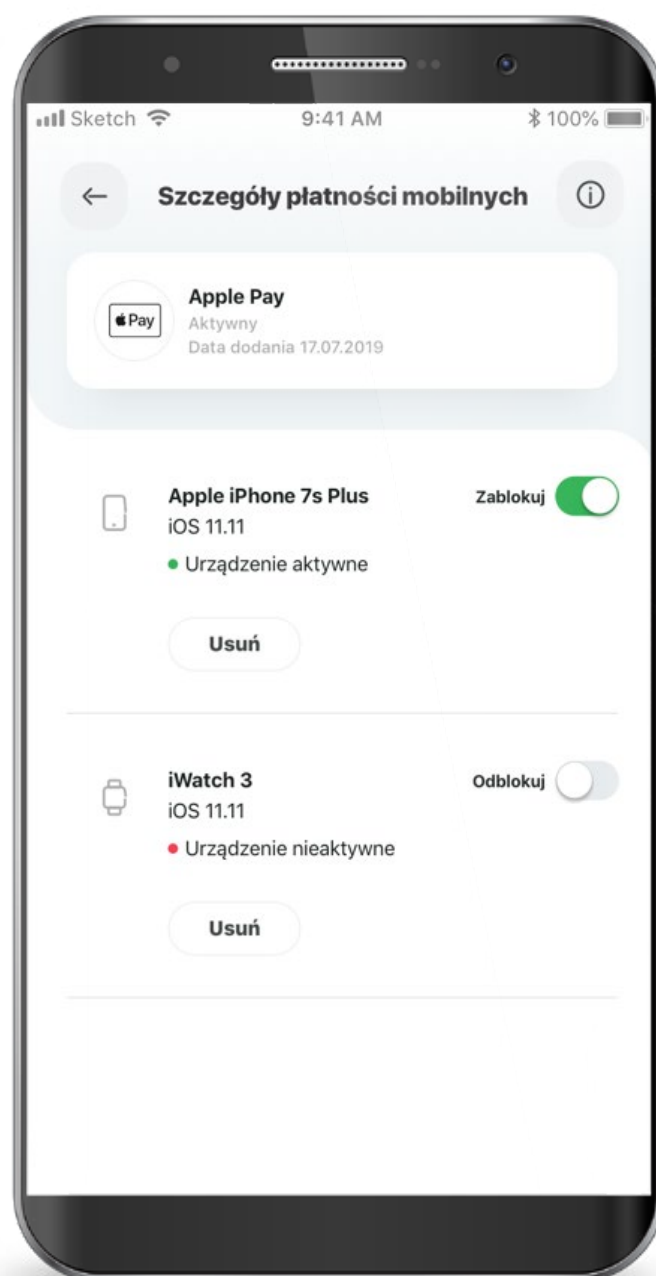 Sketch 9:41 AM 100%
Szczegóły płatności mobilnych
Pay
Apple Pay
Aktywny
Data dodania 17.07.2019
Apple iPhone 7s Plus
Zablokuj
iOS 11.11
Urządzenie aktywne
Usuń
iWatch 3
Odblokuj
iOS 11.11
Urządzenie nieaktywne
Usuń